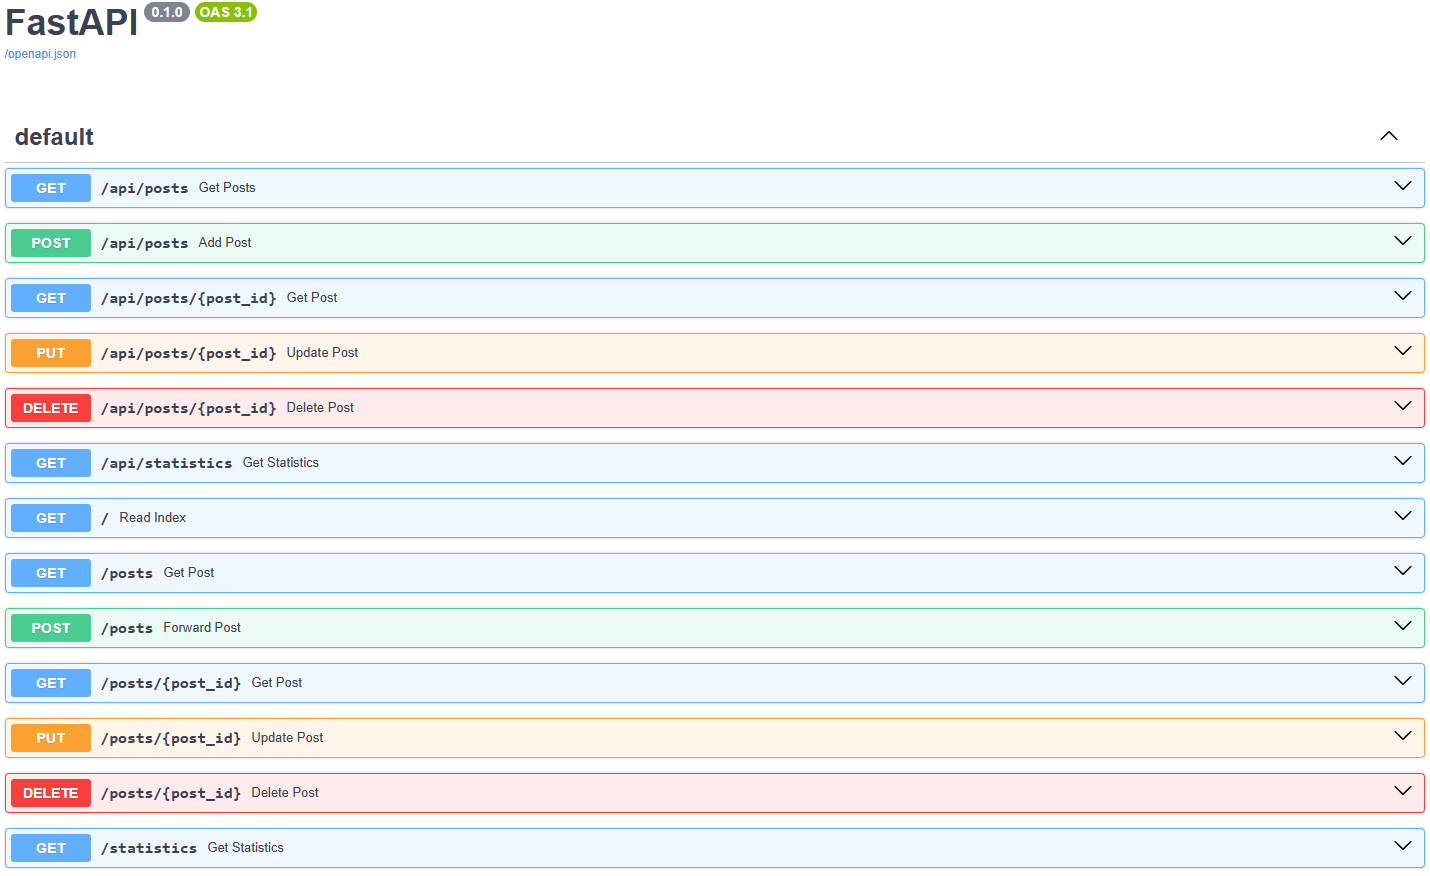 FastAPI 0.1.0 OAS 3.1
/openapi.json
default
GET /api/posts Get Posts
POST /api/posts Add Post
GET /api/posts/{post_id} Get Post
PUT /api/posts/{post_id} Update Post
DELETE /api/posts/{post_id} Delete Post
GET /api/statistics Get Statistics
GET / Read Index
GET /posts Get Post
POST /posts Forward Post
GET /posts/{post_id} Get Post
PUT /posts/{post_id} Update Post
DELETE /posts/{post_id} Delete Post
GET /statistics Get Statistics